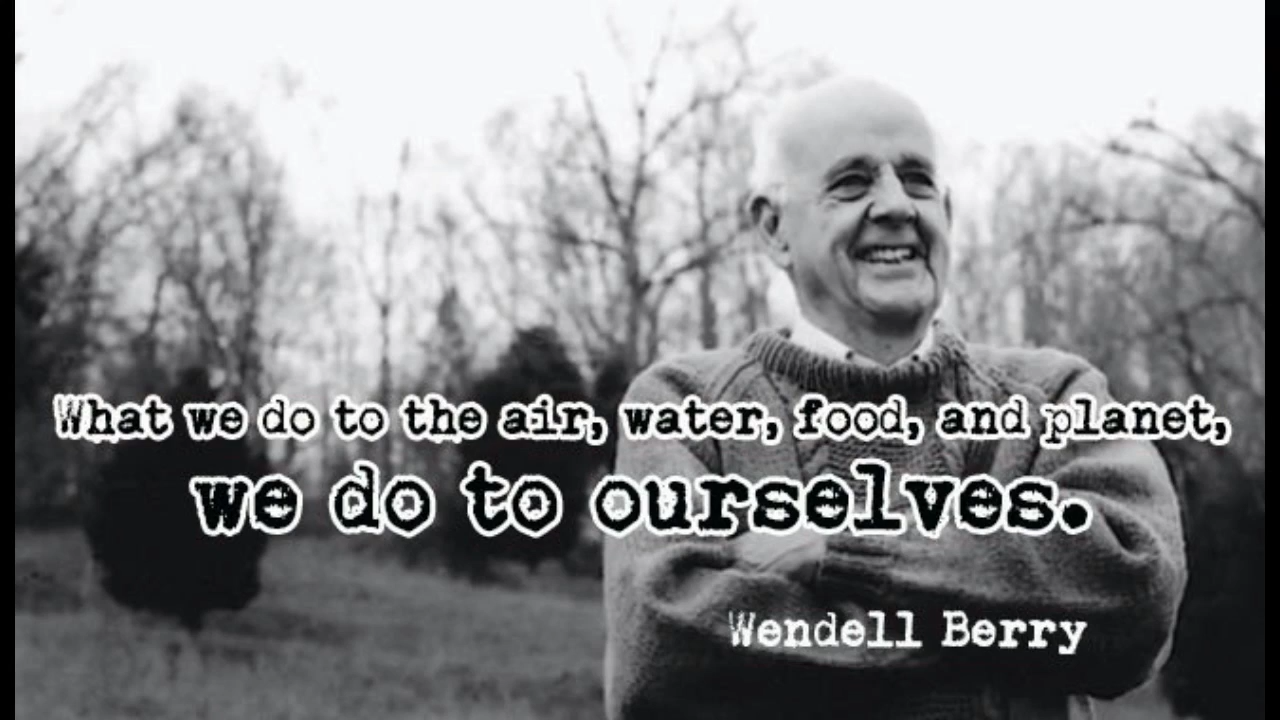 What we do to the air, water, food, and planet,
we do to ourselves.
Wendell Berry